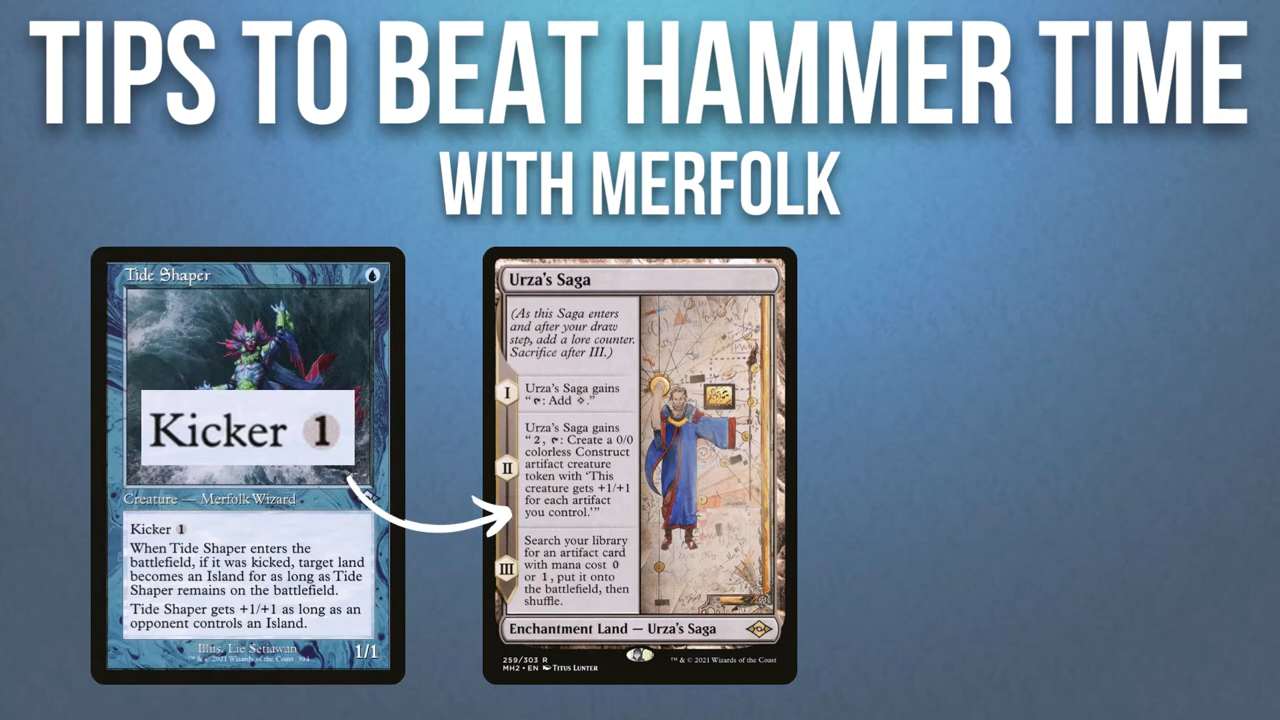 TIPS TO BEAT HAMMER TIME
WITH MERFOLK
Tide Shaper
Kicker 1
Creature — Merfolk Wizard
Kicker 1
When Tide Shaper enters the
battlefield, if it was kicked, target land
becomes an Island for as long as Tide
Shaper remains on the battlefield.
Tide Shaper gets +1/+1 as long as an
opponent controls an Island.
Illus. Lie Setiawan
™ & © 2021 Wizards of the Coast
1/1
Urza's Saga
(As this Saga enters
and after your draw
step, add a lore counter.
Sacrifice after III.)
I
Urza's Saga gains
“T: Add ◇.”
II
Urza's Saga gains
“2, T: Create a 0/0
colorless Construct
artifact creature
token with ‘This
creature gets +1/+1
for each artifact
you control.’”
III
Search your library
for an artifact card
with mana cost 0
or 1, put it onto
the battlefield, then
shuffle.
Enchantment Land — Urza's Saga
259/303 R
MH2 • EN Titus Lunter
™ & © 2021 Wizards of the Coast